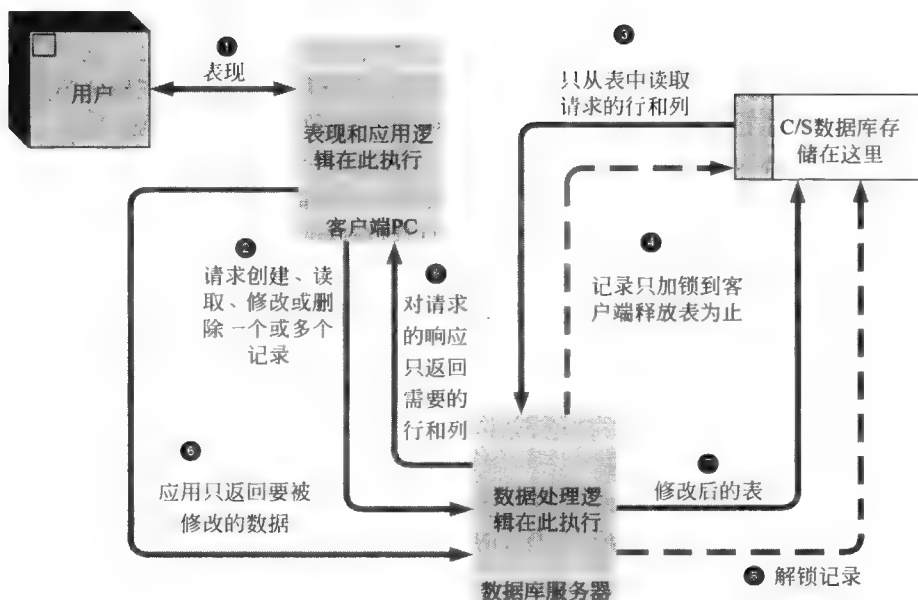 ❶
表现
用户
表现和应用逻
辑在此执行
客户端PC
❷
请求创建、读
取、修改或删
除一个或多个
记录
对请求
的响应
只返回
需要的
行和列
❸
只从表中读取
请求的行和列
C/S数据库存
储在这里
❹
记录只加锁到客
户端释放表为止
❻
应用只返回要被
修改的数据
数据处理逻
辑在此执行
数据库服务器
❼
修改后的表
解锁记录